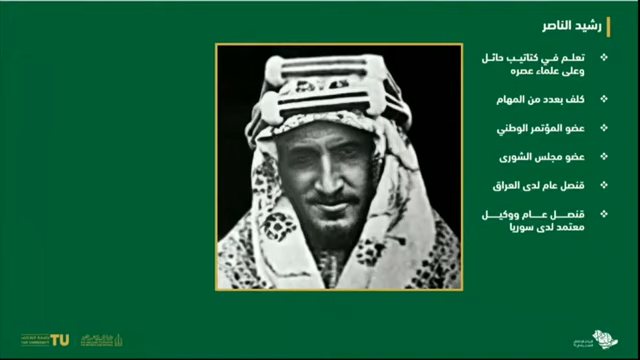 رشيد الناصر
❖ تعلم في كتاتيب حائل
وعلى علماء عصره
❖ كلف بعدد من المهام
❖ عضو المؤتمر الوطني
❖ عضو مجلس الشورى
❖ قنصل عام لدى العراق
❖ قنصل عام ووكيل
معتمد لدى سوريا
TU